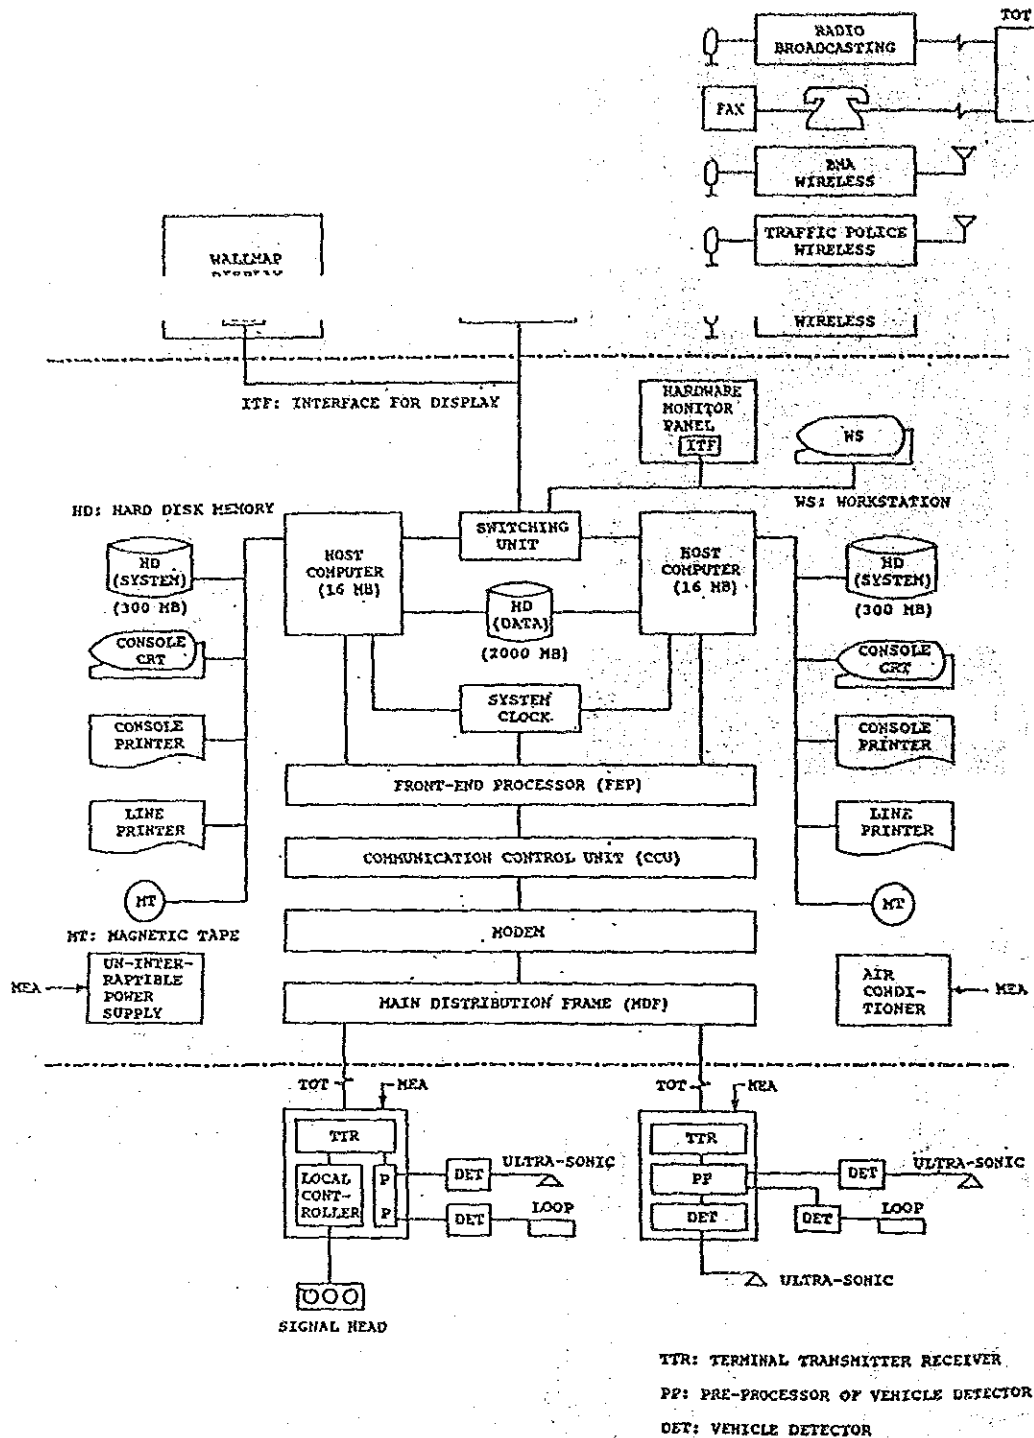 TOT
RADIO
BROADCASTING
FAX
BMA
WIRELESS
TRAFFIC POLICE
WIRELESS
WALLMAP
DISPLAY
WIRELESS
ITF: INTERFACE FOR DISPLAY
HARDWARE
MONITOR
PANEL
ITF
WS
WS: WORKSTATION
HD: HARD DISK MEMORY
HD
(SYSTEM)
(300 MB)
CONSOLE
CRT
CONSOLE
PRINTER
LINE
PRINTER
MT
MT: MAGNETIC TAPE
HOST
COMPUTER
(16 MB)
SWITCHING
UNIT
HD
(DATA)
(2000 MB)
SYSTEM
CLOCK
HOST
COMPUTER
(16 MB)
HD
(SYSTEM)
(300 MB)
CONSOLE
CRT
CONSOLE
PRINTER
LINE
PRINTER
MT
FRONT-END PROCESSOR (FEP)
COMMUNICATION CONTROL UNIT (CCU)
MODEM
MAIN DISTRIBUTION FRAME (MDF)
MEA
UN-INTER-
RAPTIBLE
POWER
SUPPLY
AIR
CONDI-
TIONER
MEA
TOT
MEA
TTR
LOCAL
CONT-
ROLLER
P
P
DET
ULTRA-SONIC
DET
LOOP
SIGNAL HEAD
TOT
MEA
TTR
PP
DET
DET
ULTRA-SONIC
DET
LOOP
ULTRA-SONIC
TTR: TERMINAL TRANSMITTER RECEIVER
PP: PRE-PROCESSOR OF VEHICLE DETECTOR
DET: VEHICLE DETECTOR